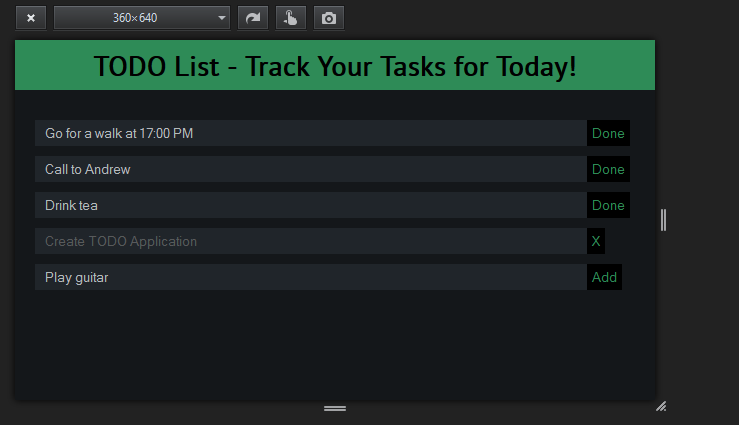 360×640
TODO List - Track Your Tasks for Today!
Go for a walk at 17:00 PM Done
Call to Andrew Done
Drink tea Done
Create TODO Application X
Play guitar Add